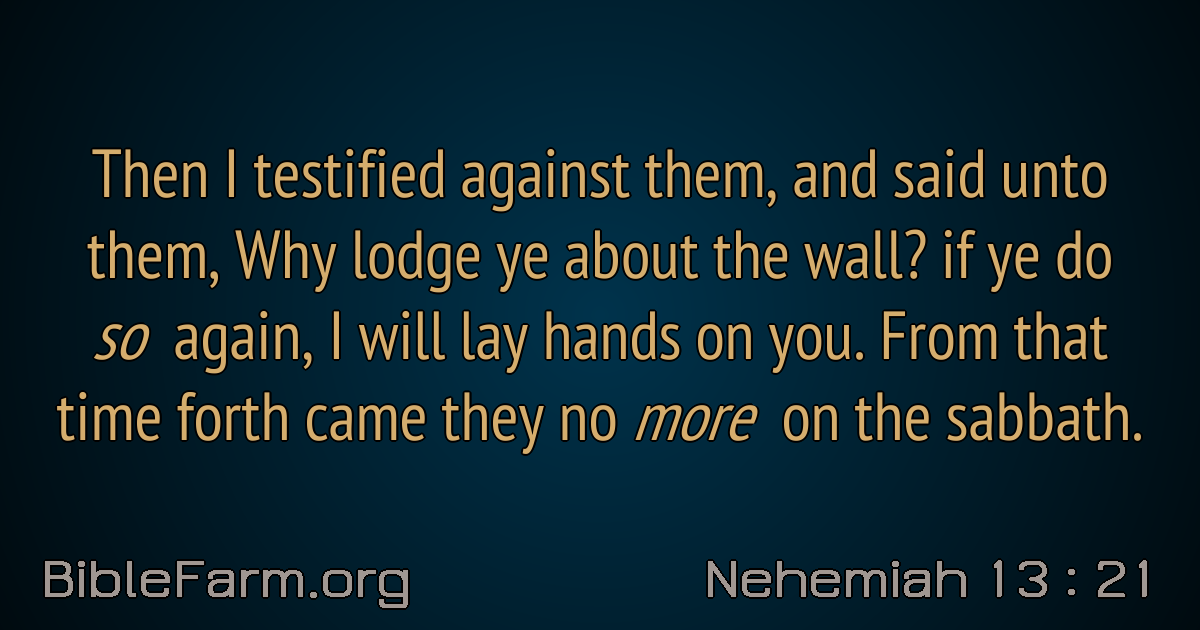 Then I testified against them, and said unto
them, Why lodge ye about the wall? if ye do
so again, I will lay hands on you. From that
time forth came they no more on the sabbath.
BibleFarm.org
Nehemiah 13 : 21